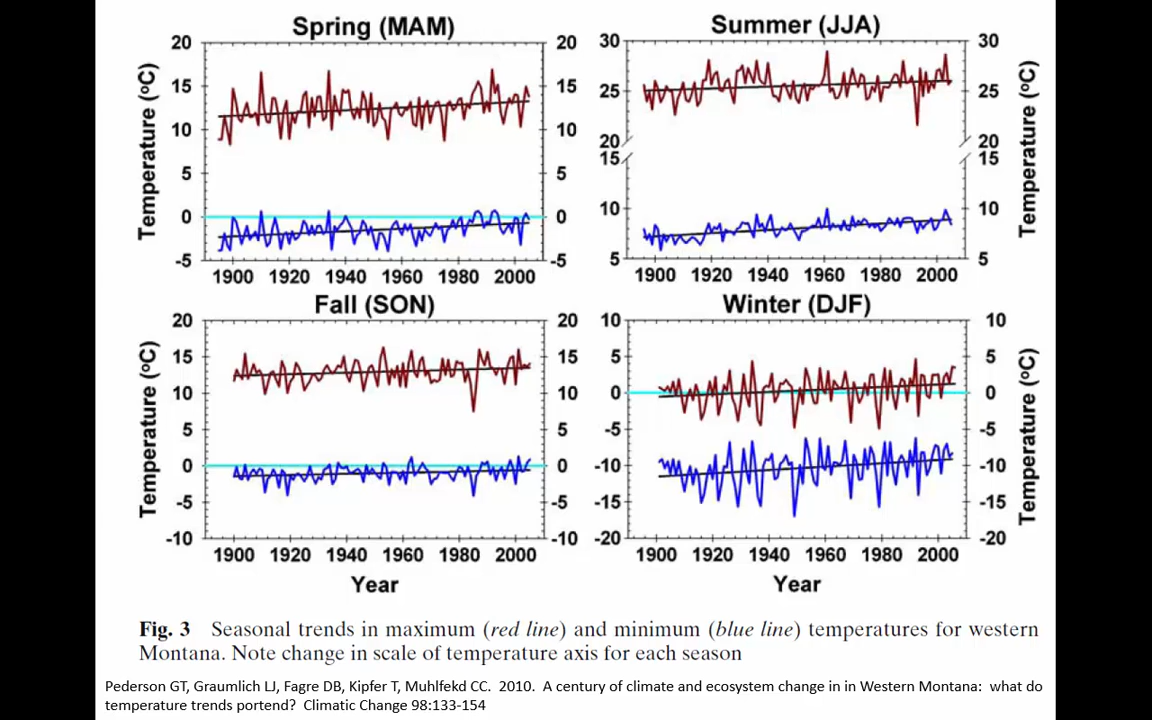 Spring (MAM)
Summer (JJA)
20 20 30 30
15 15 25 25
10 10 20 20
5 5 15 15
0 0 10 10
-5 -5 5 5
Temperature (oC)
Temperature (oC)
1900 1920 1940 1960 1980 2000
1900 1920 1940 1960 1980 2000
Fall (SON)
Winter (DJF)
20 20 10 10
15 15 5 5
10 10 0 0
5 5 -5 -5
0 0 -10 -10
-5 -5 -15 -15
-10 -10 -20 -20
Temperature (oC)
Temperature (oC)
1900 1920 1940 1960 1980 2000
1900 1920 1940 1960 1980 2000
Year
Year
Fig. 3 Seasonal trends in maximum (red line) and minimum (blue line) temperatures for western
Montana. Note change in scale of temperature axis for each season
Pederson GT, Graumlich LJ, Fagre DB, Kipfer T, Muhlfekd CC. 2010. A century of climate and ecosystem change in in Western Montana: what do
temperature trends portend? Climatic Change 98:133-154